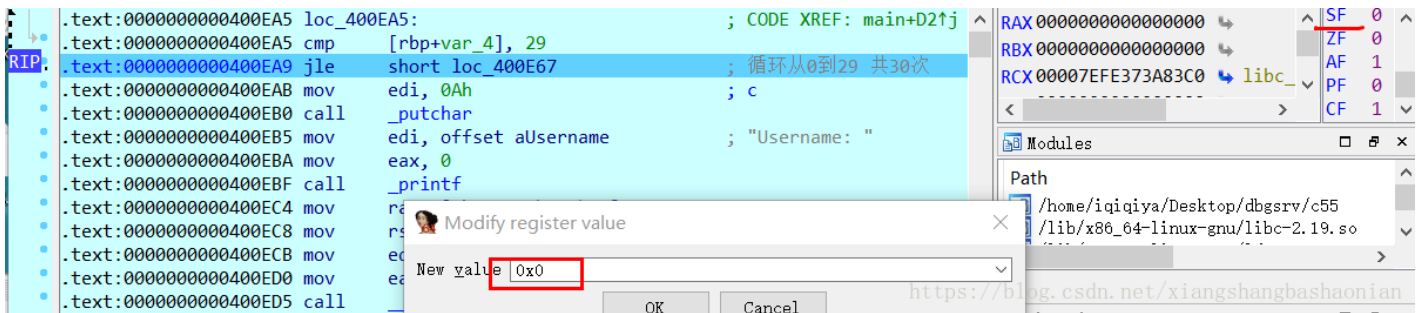 .text:0000000000400EA5 loc_400EA5: ; CODE XREF: main+D2↑j
.text:0000000000400EA5 cmp [rbp+var_4], 29
RIP .text:0000000000400EA9 jle short loc_400E67 ; 循环从0到29 共30次
.text:0000000000400EAB mov edi, 0Ah ; c
.text:0000000000400EB0 call _putchar
.text:0000000000400EB5 mov edi, offset aUsername ; "Username: "
.text:0000000000400EBA mov eax, 0
.text:0000000000400EBF call _printf
.text:0000000000400EC4 mov
.text:0000000000400EC8 mov
.text:0000000000400ECB mov
.text:0000000000400ED0 mov
.text:0000000000400ED5 call
RAX 0000000000000000
RBX 0000000000000000
RCX 00007EFE373A83C0 libc_
SF 0
ZF 0
AF 1
PF 0
CF 1
Modules
Path
/home/iqiqiya/Desktop/dbgsrv/c55
/lib/x86_64-linux-gnu/libc-2.19.so
Modify register value
New value 0x0
OK Cancel
https://blog.csdn.net/xiangshangbashaonian